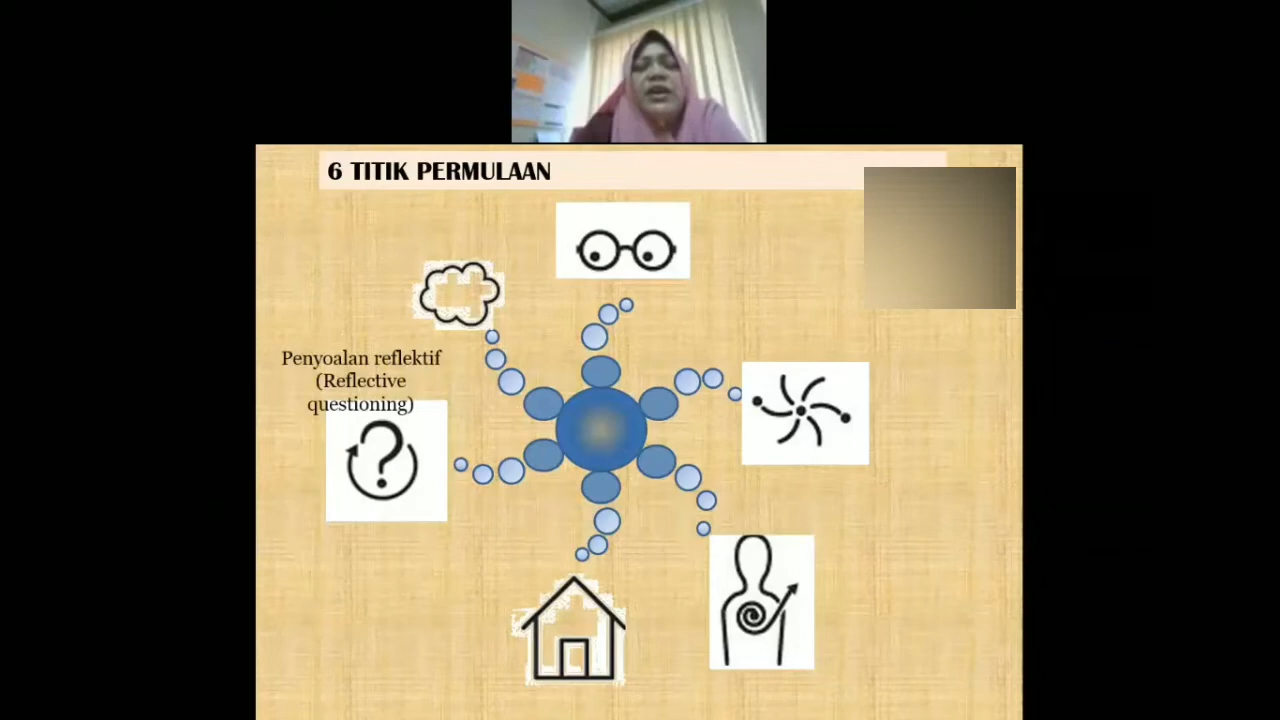 6 TITIK PERMULAAN
Penyoalan reflektif
(Reflective
questioning)